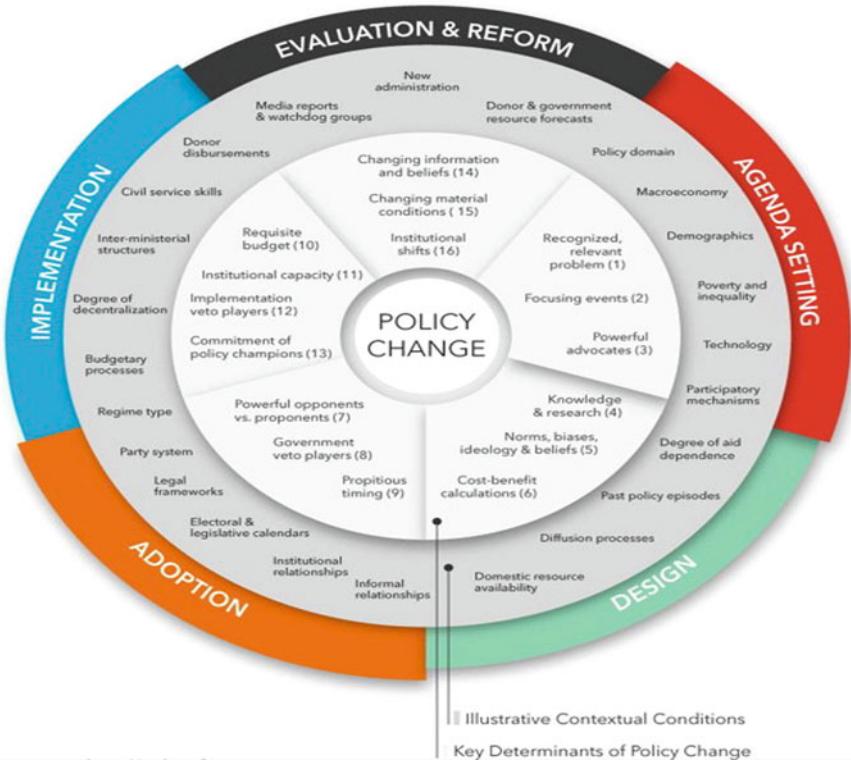 EVALUATION & REFORM
AGENDA SETTING
DESIGN
ADOPTION
IMPLEMENTATION
New
administration
Donor & government
resource forecasts
Policy domain
Macroeconomy
Demographics
Poverty and
inequality
Technology
Participatory
mechanisms
Degree of aid
dependence
Past policy episodes
Diffusion processes
Domestic resource
availability
Informal
relationships
Institutional
relationships
Electoral &
legislative calendars
Legal
frameworks
Party system
Regime type
Budgetary
processes
Degree of
decentralization
Inter-ministerial
structures
Civil service skills
Donor
disbursements
Media reports
& watchdog groups
Changing information
and beliefs (14)
Changing material
conditions ( 15)
Institutional
shifts (16)
Recognized,
relevant
problem (1)
Focusing events (2)
Powerful
advocates (3)
Knowledge
& research (4)
Norms, biases,
ideology & beliefs (5)
Cost-benefit
calculations (6)
Powerful opponents
vs. proponents (7)
Government
veto players (8)
Propitious
timing (9)
Requisite
budget (10)
Institutional capacity (11)
Implementation
veto players (12)
Commitment of
policy champions (13)
POLICY
CHANGE
Illustrative Contextual Conditions
Key Determinants of Policy Change